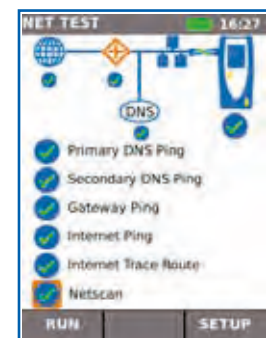 NET TEST 16:27
DNS
Primary DNS Ping
Secondary DNS Ping
Gateway Ping
Internet Ping
Internet Trace Route
Netscan
RUN SETUP